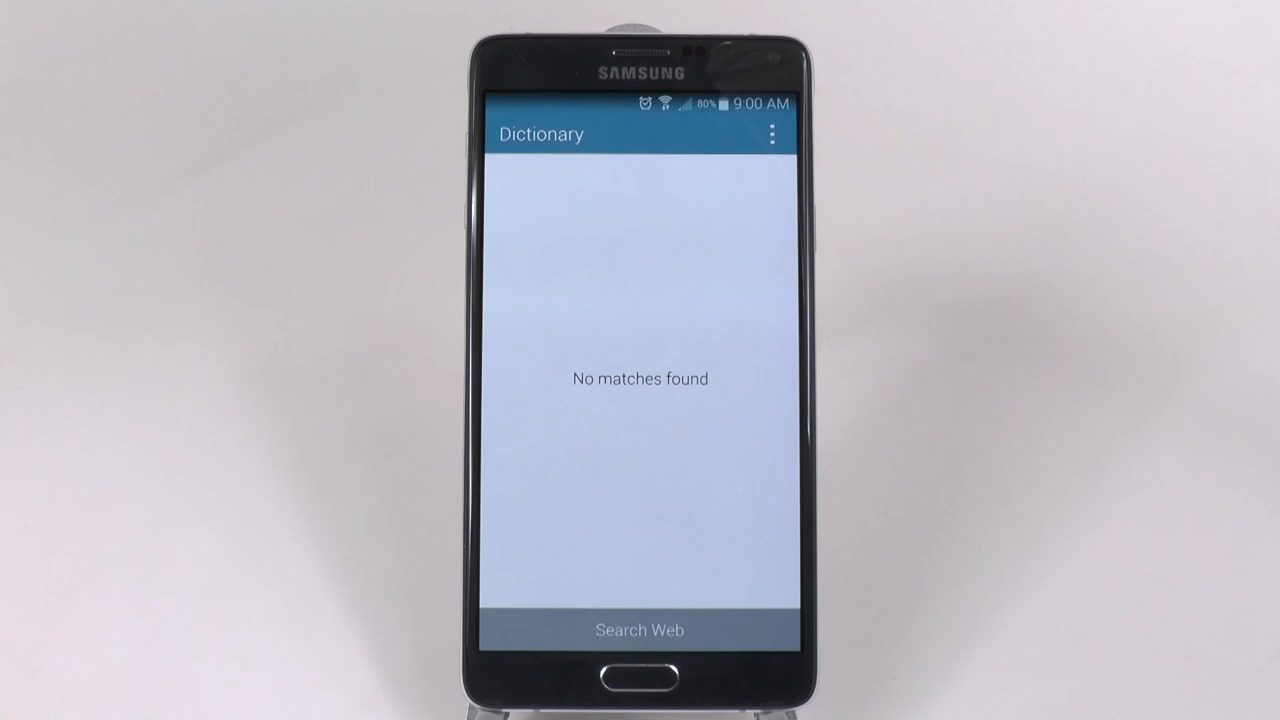 SAMSUNG
80% 9:00 AM
Dictionary
No matches found
Search Web